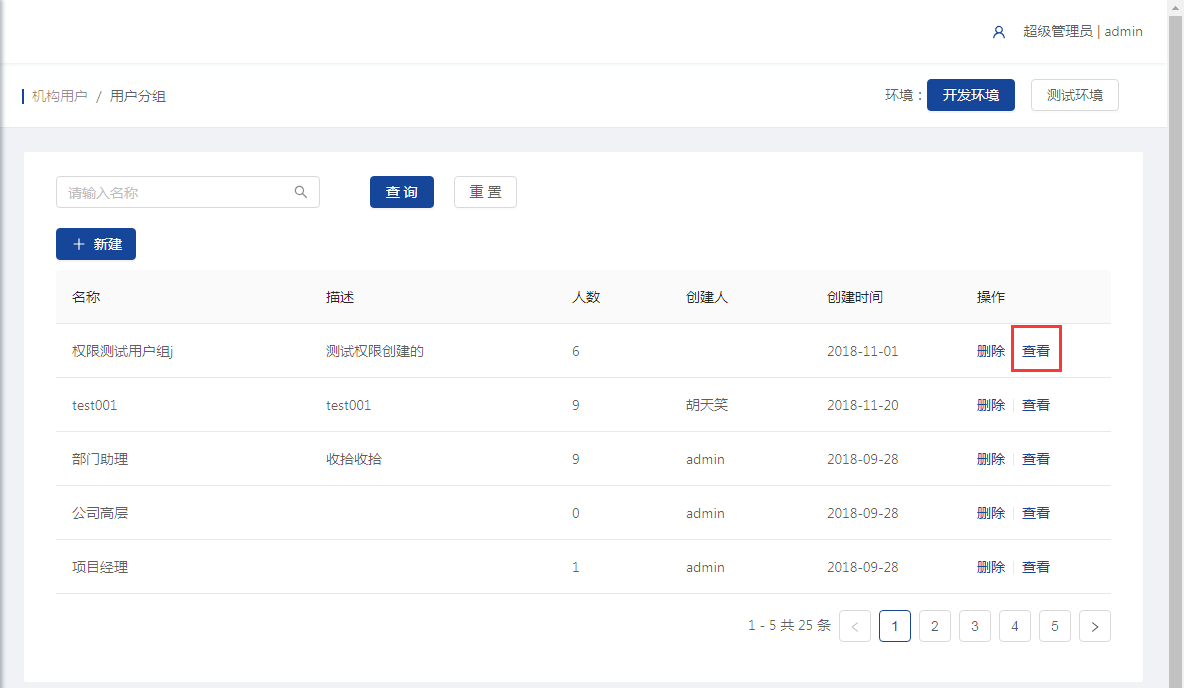 超级管理员 | admin
机构用户 / 用户分组
环境 : 开发环境 测试环境
请输入名称 查 询 重 置
新建
名称 描述 人数 创建人 创建时间 操作
权限测试用户组j 测试权限创建的 6 2018-11-01 删除 查看
test001 test001 9 胡天笑 2018-11-20 删除 查看
部门助理 收拾收拾 9 admin 2018-09-28 删除 查看
公司高层 0 admin 2018-09-28 删除 查看
项目经理 1 admin 2018-09-28 删除 查看
1 - 5 共 25 条 < 1 2 3 4 5 >